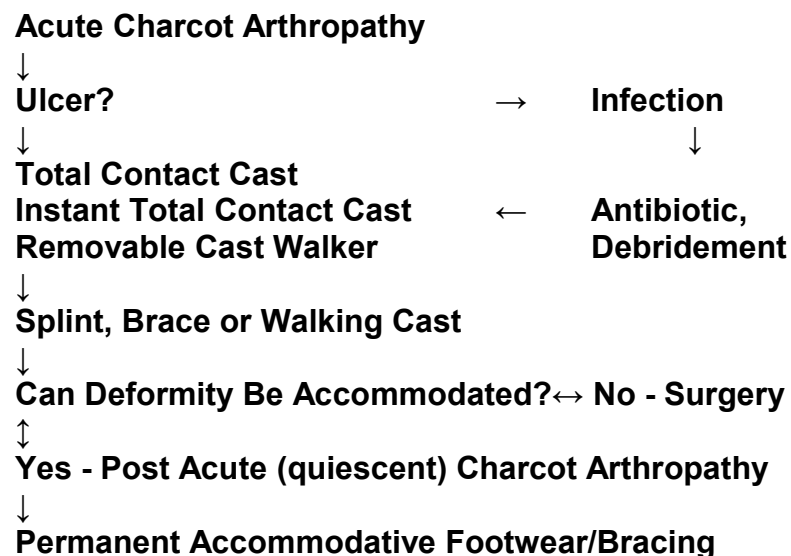 Acute Charcot Arthropathy
↓
Ulcer? → Infection
↓ ↓
Total Contact Cast
Instant Total Contact Cast ← Antibiotic,
Removable Cast Walker Debridement
↓
Splint, Brace or Walking Cast
↓
Can Deformity Be Accommodated?↔ No - Surgery
↕
Yes - Post Acute (quiescent) Charcot Arthropathy
↓
Permanent Accommodative Footwear/Bracing